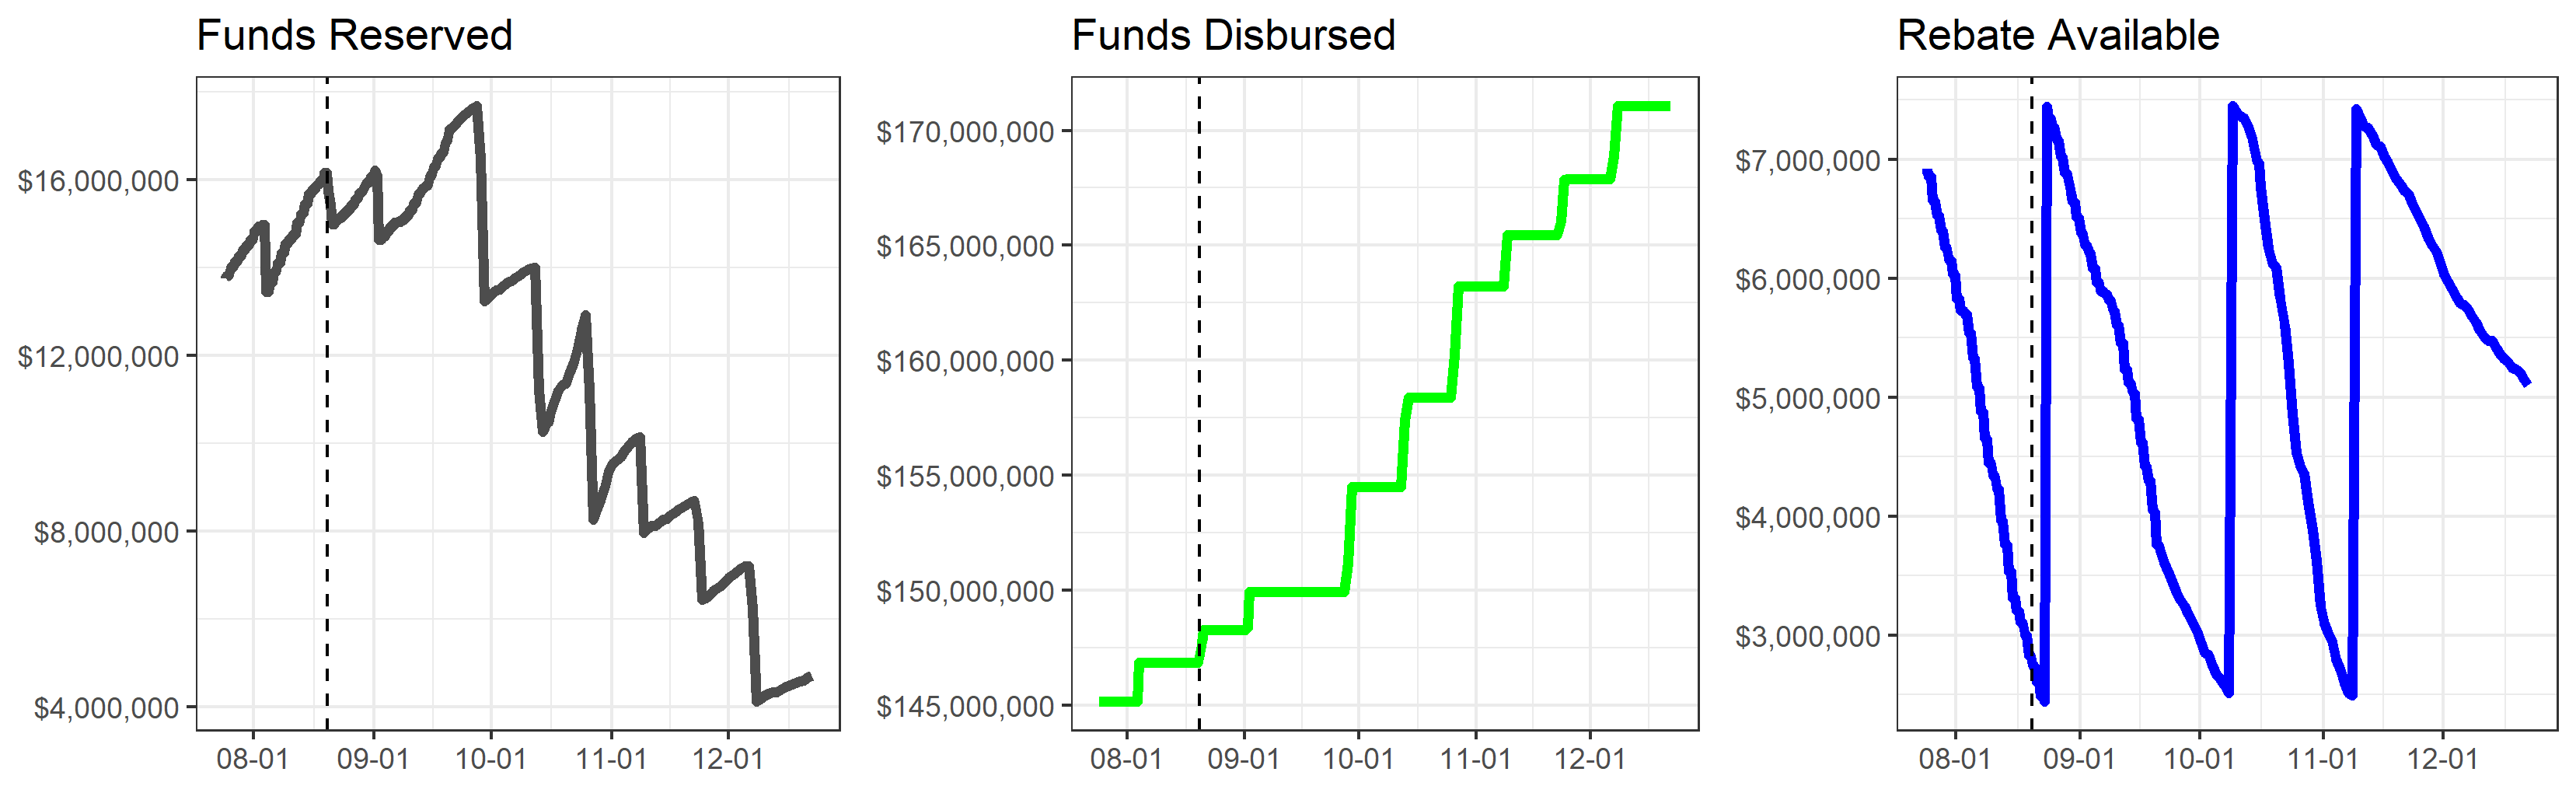 Funds Reserved
$16,000,000
$12,000,000
$8,000,000
$4,000,000
08-01 09-01 10-01 11-01 12-01
Funds Disbursed
$170,000,000
$165,000,000
$160,000,000
$155,000,000
$150,000,000
$145,000,000
08-01 09-01 10-01 11-01 12-01
Rebate Available
$7,000,000
$6,000,000
$5,000,000
$4,000,000
$3,000,000
08-01 09-01 10-01 11-01 12-01